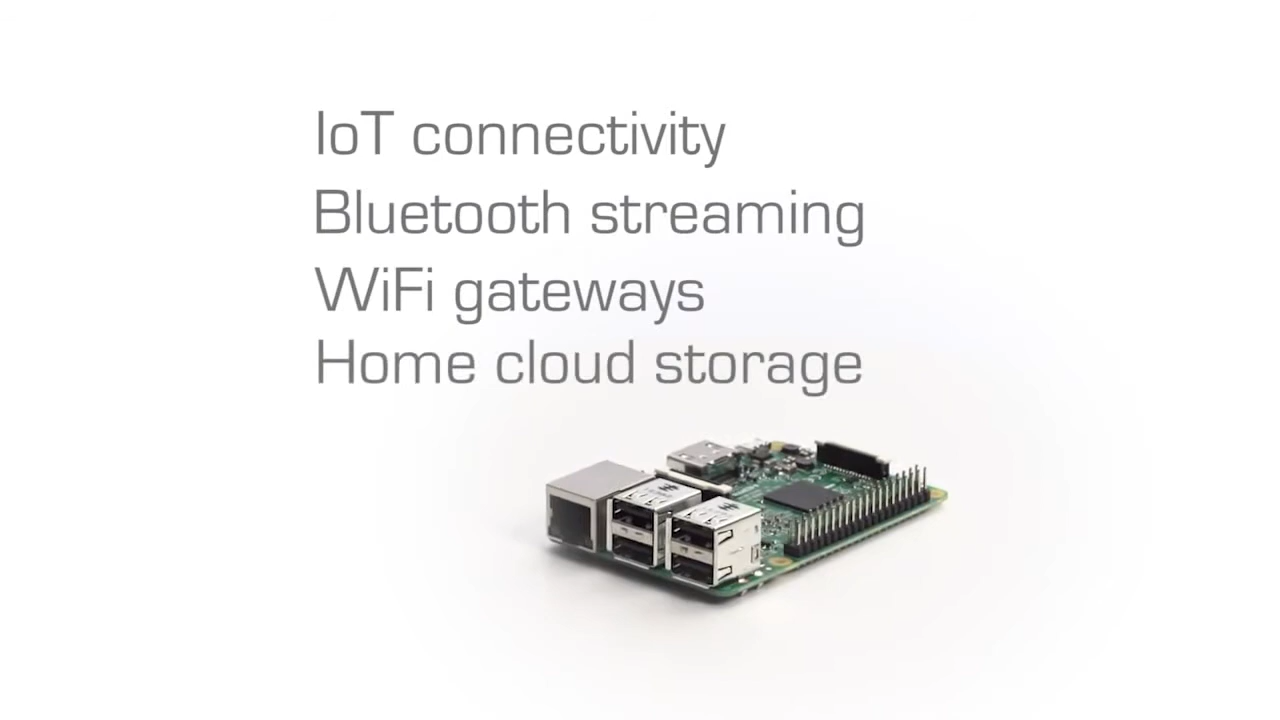 IoT connectivity
Bluetooth streaming
WiFi gateways
Home cloud storage